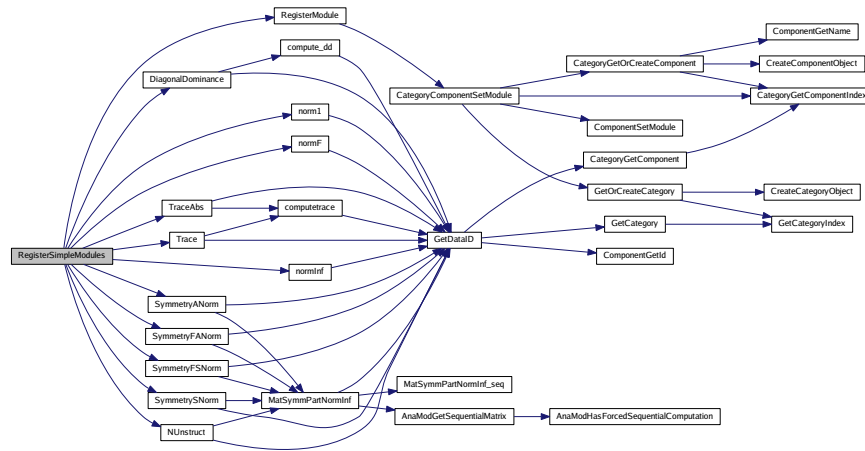 RegisterModule
compute_dd
DiagonalDominance
norm1
normF
TraceAbs
computetrace
Trace
RegisterSimpleModules
normInf
SymmetryANorm
SymmetryFANorm
SymmetryFSNorm
SymmetrySNorm
MatSymmPartNormInf
NUnstruct
CategoryComponentSetModule
GetDataID
MatSymmPartNormInf_seq
AnaModGetSequentialMatrix
CategoryGetOrCreateComponent
ComponentSetModule
CategoryGetComponent
GetOrCreateCategory
GetCategory
ComponentGetId
AnaModHasForcedSequentialComputation
ComponentGetName
CreateComponentObject
CategoryGetComponentIndex
CreateCategoryObject
GetCategoryIndex